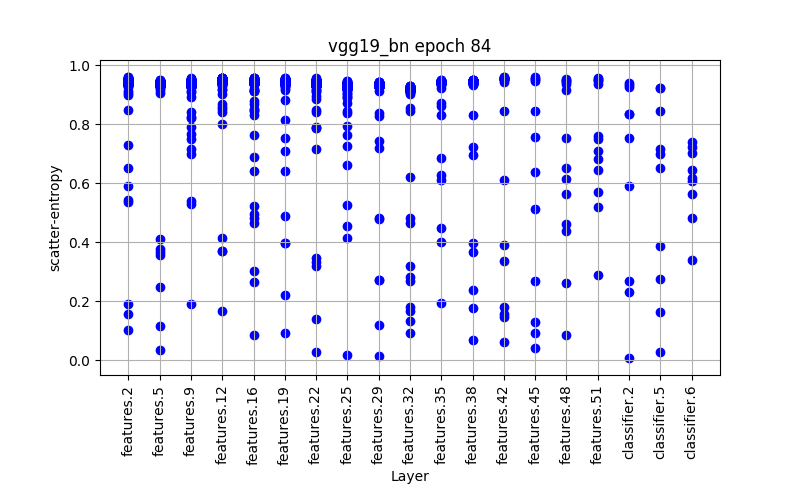 vgg19_bn epoch 84
scatter-entropy
1.0
0.8
0.6
0.4
0.2
0.0
features.2
features.5
features.9
features.12
features.16
features.19
features.22
features.25
features.29
features.32
features.35
features.38
features.42
features.45
features.48
features.51
classifier.2
classifier.5
classifier.6
Layer